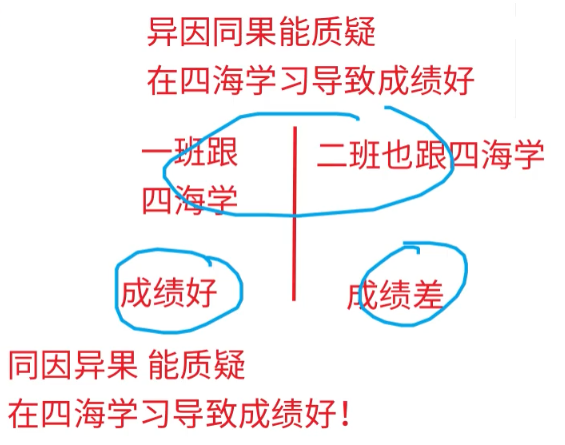 异因同果能质疑
在四海学习导致成绩好
一班跟
四海学
二班也跟四海学
成绩好
成绩差
同因异果 能质疑
在四海学习导致成绩好！